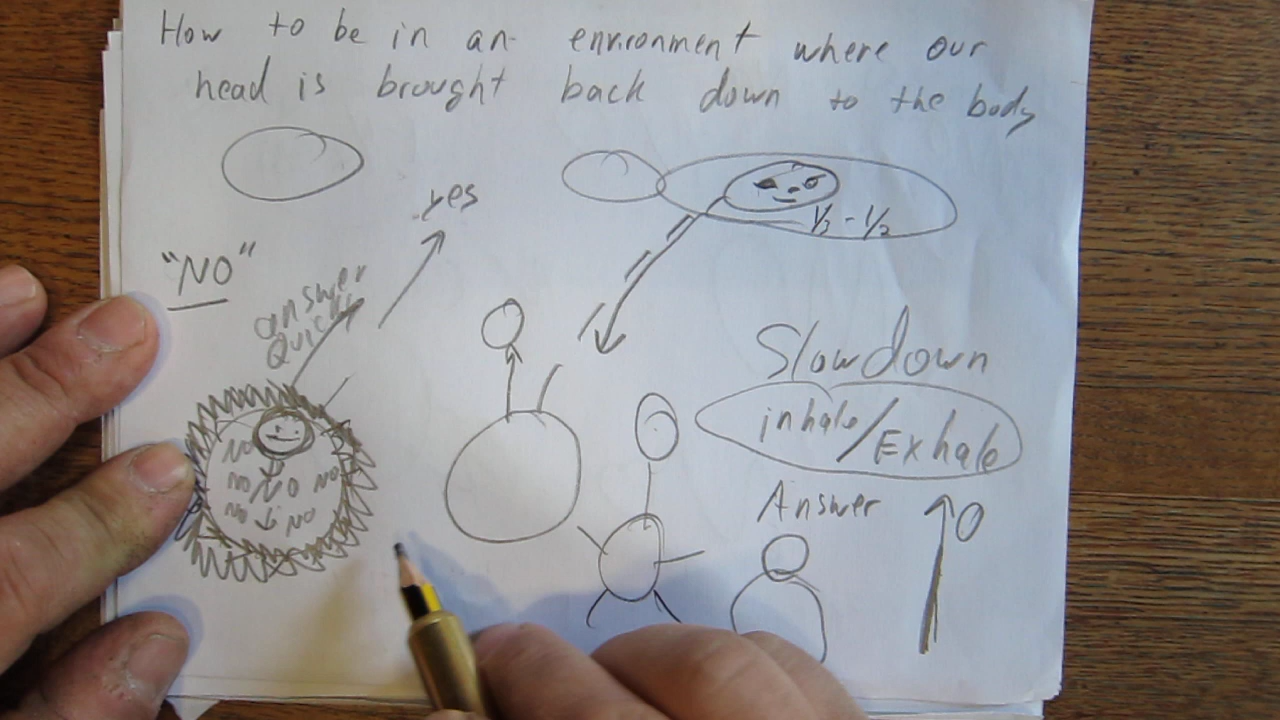 How to be in an environment where our
head is brought back down to the body
yes
1/3 - 1/2
"NO"
answer
Quick
Slowdown
inhale/Exhale
Answer
NO
NO NO NO
NO NO